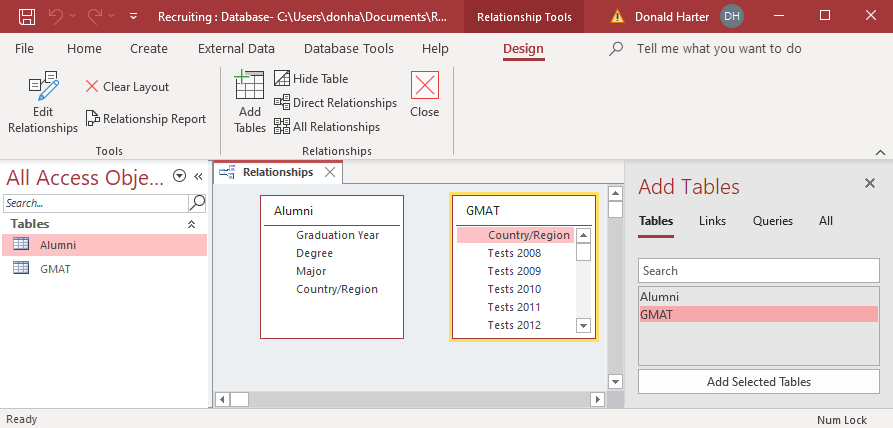 Recruiting : Database- C:\Users\donha\Documents\R... Relationship Tools Donald Harter DH
File Home Create External Data Database Tools Help Design Tell me what you want to do
Edit Relationships
Clear Layout
Relationship Report
Tools
Add Tables
Hide Table
Direct Relationships
All Relationships
Close
Relationships
All Access Obje...
Search...
Tables
Alumni
GMAT
Relationships
Alumni
Graduation Year
Degree
Major
Country/Region
GMAT
Country/Region
Tests 2008
Tests 2009
Tests 2010
Tests 2011
Tests 2012
Add Tables
Tables Links Queries All
Search
Alumni
GMAT
Add Selected Tables
Ready Num Lock